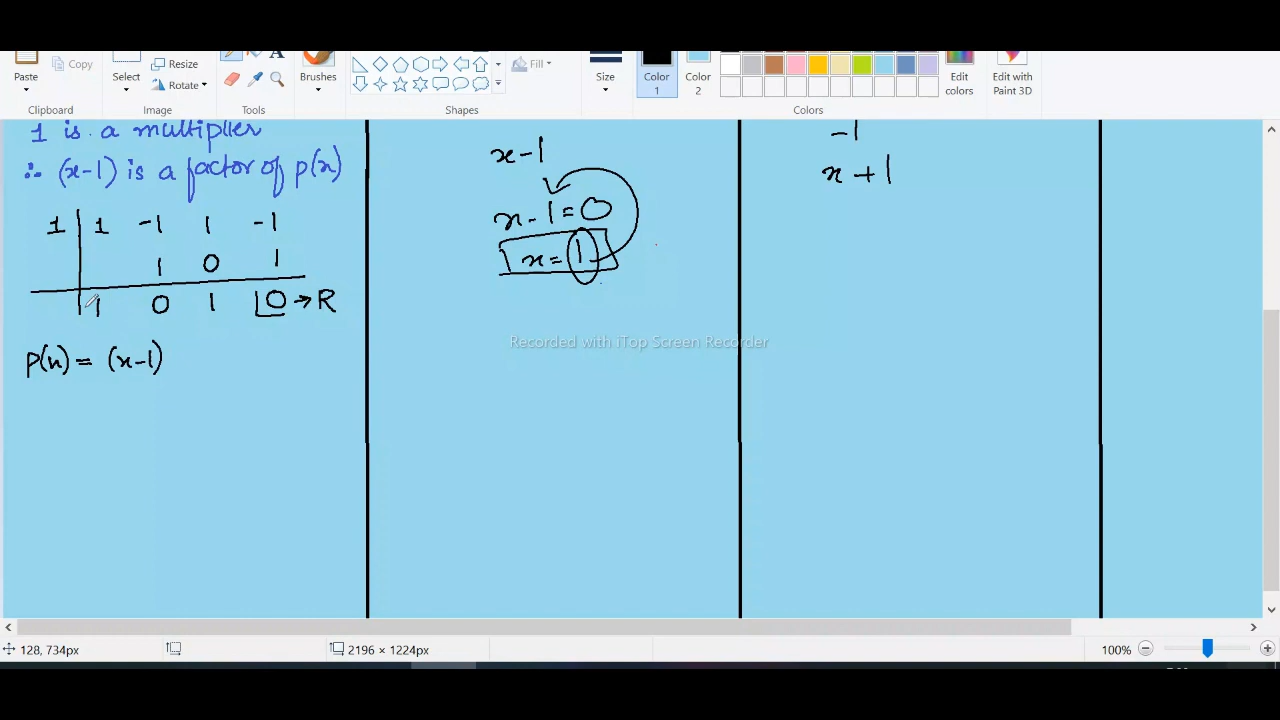 Resize
Paste
Copy
Select
Rotate
Brushes
Fill
Size
Color
1
Color
2
Edit
colors
Edit with
Paint 3D
Clipboard
Image
Tools
Shapes
Colors
1 is a multiplier
∴ (x-1) is a factor of p(x)
1 | 1 -1 1 -1
1 0 1
1 0 1 0 → R
p(x) = (x-1)
x-1
x-1=0
x=1
-1
x+1
Recorded with iTop Screen Recorder
128, 734px
2196 × 1224px
100%